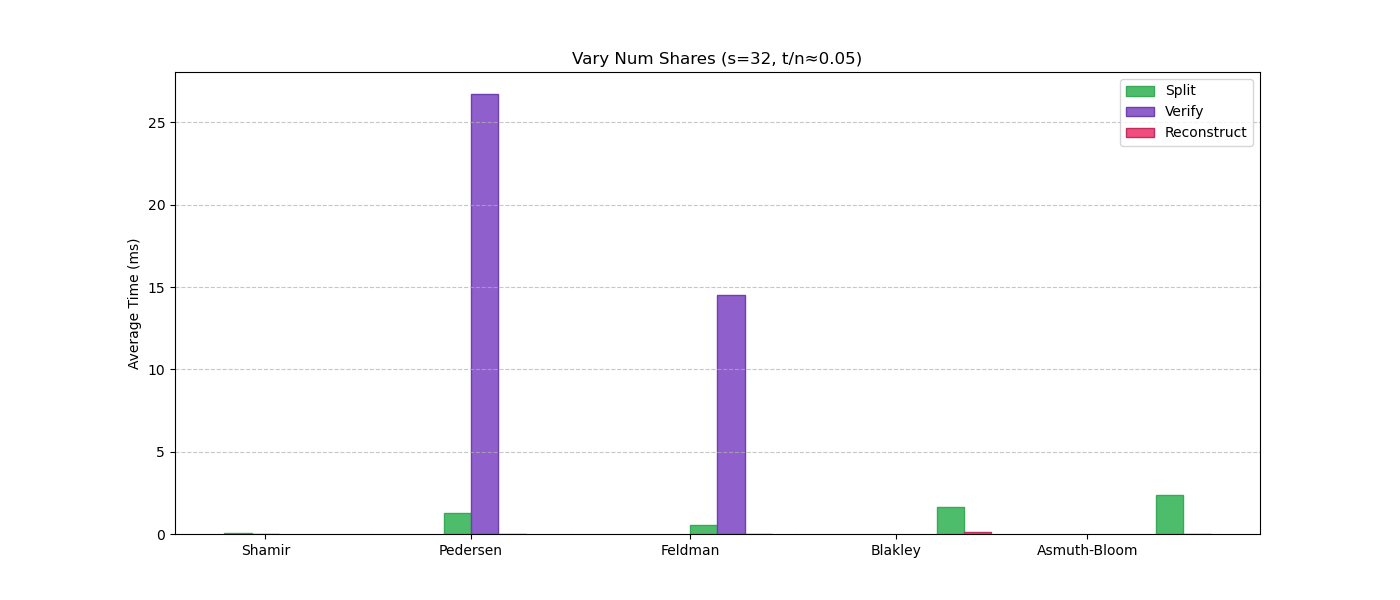 Vary Num Shares (s=32, t/n≈0.05)
Split
Verify
Reconstruct
Average Time (ms)
25
20
15
10
5
0
Shamir Pedersen Feldman Blakley Asmuth-Bloom